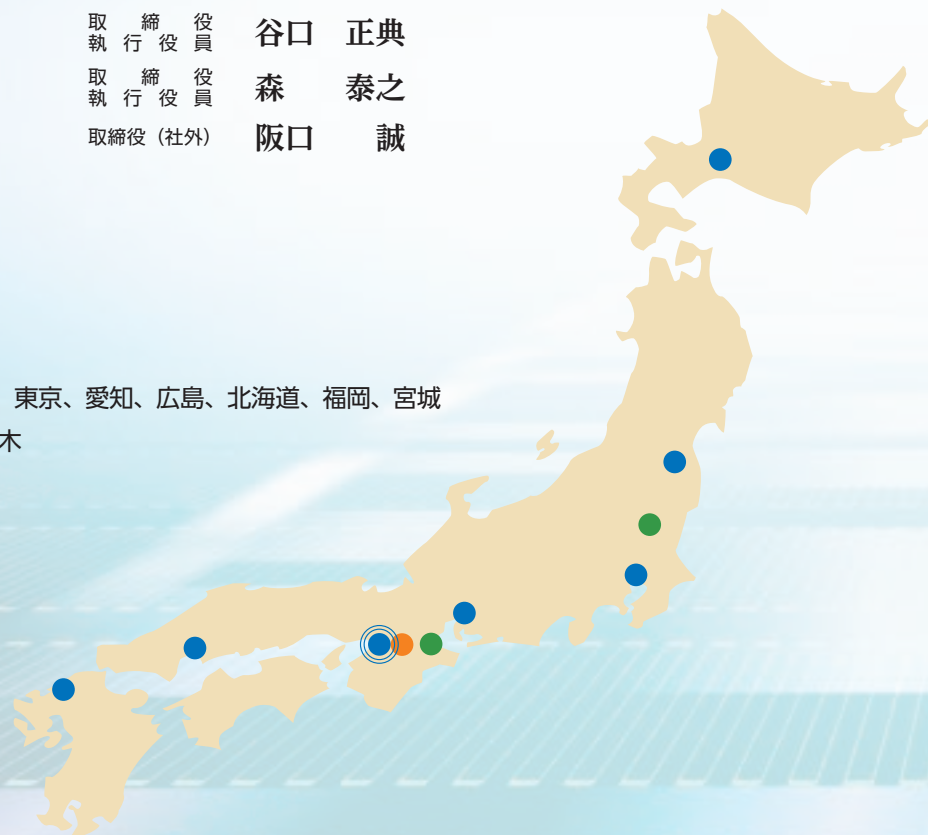 取締役
執行役員 谷口 正典
取締役
執行役員 森 泰之
取締役（社外） 阪口 誠
東京、愛知、広島、北海道、福岡、宮城
木